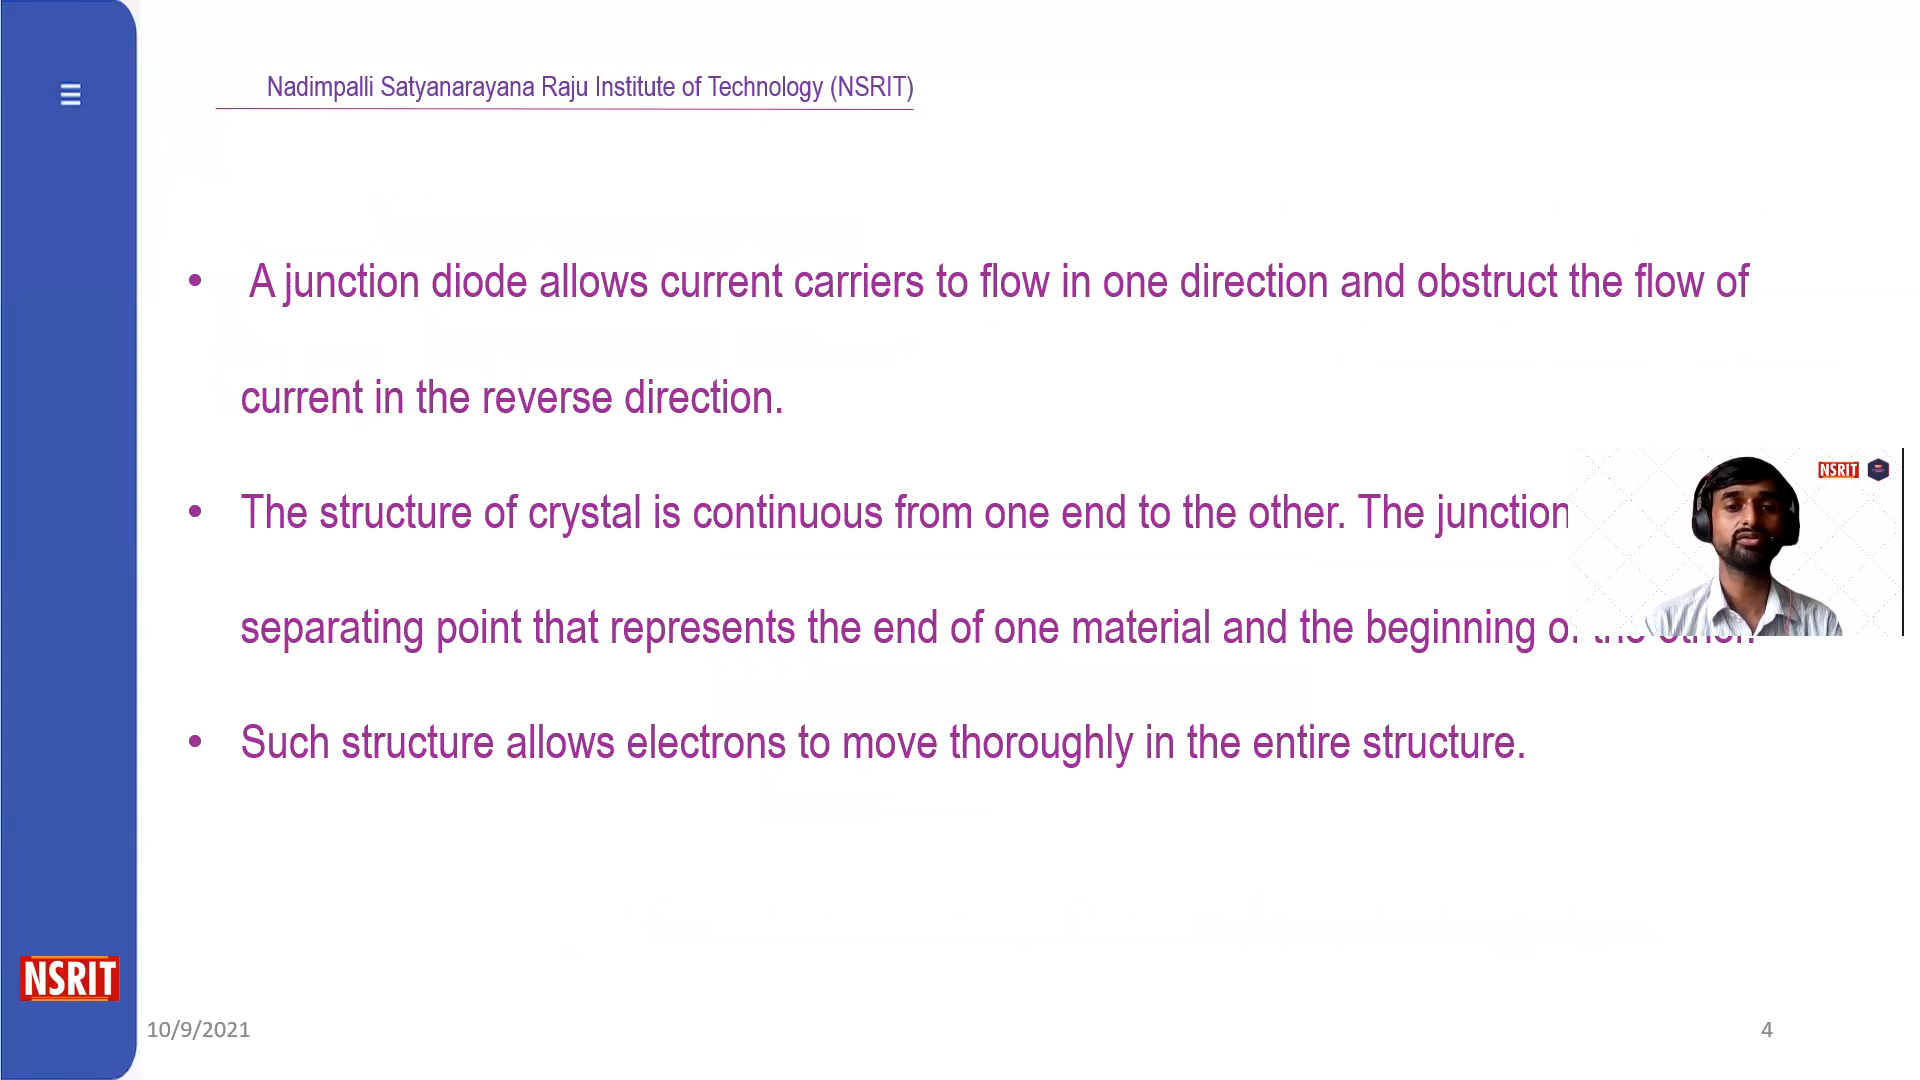 Nadimpalli Satyanarayana Raju Institute of Technology (NSRIT)
• A junction diode allows current carriers to flow in one direction and obstruct the flow of
current in the reverse direction.
• The structure of crystal is continuous from one end to the other. The junction
NSRIT
separating point that represents the end of one material and the beginning
• Such structure allows electrons to move thoroughly in the entire structure.
NSRIT
10/9/2021
4